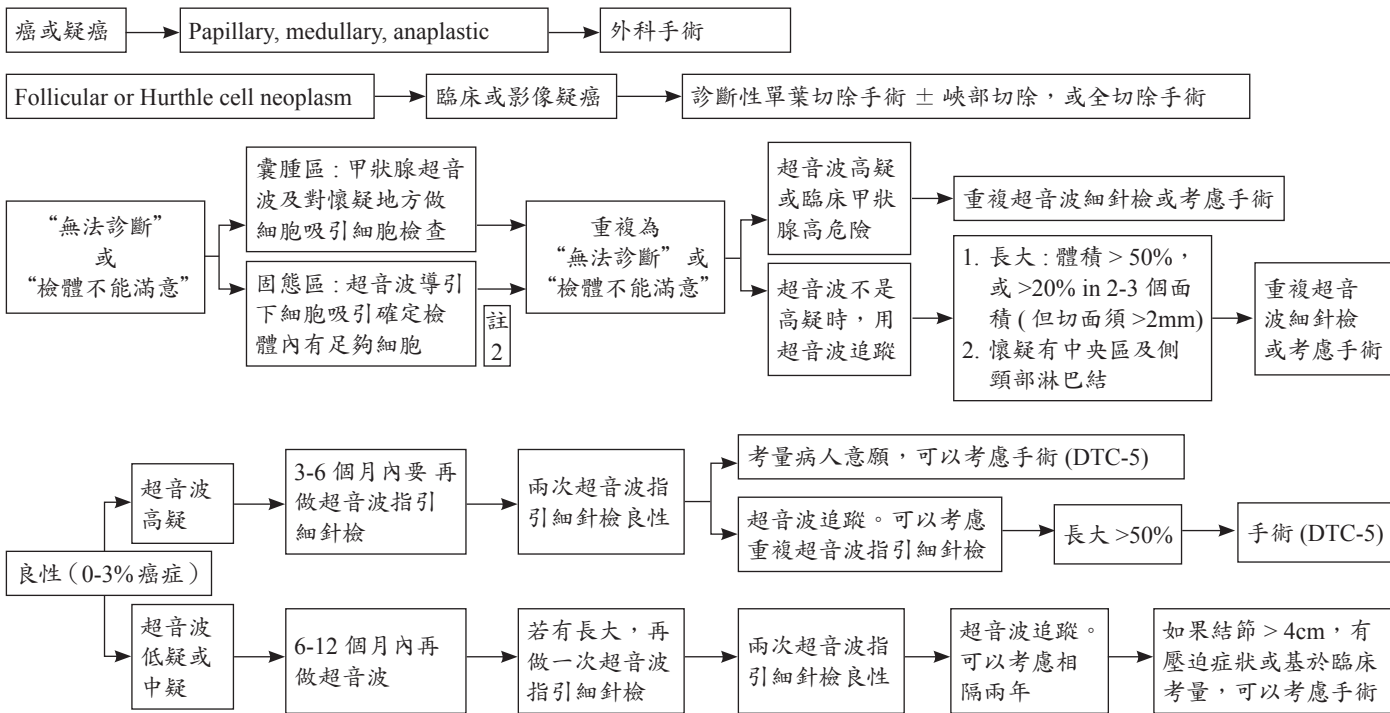 癌或疑癌
Papillary, medullary, anaplastic
外科手術
Follicular or Hurthle cell neoplasm
臨床或影像疑癌
診斷性單葉切除手術 ± 峽部切除，或全切除手術
“無法診斷”
或
“檢體不能滿意”
囊腫區：甲狀腺超音
波及對懷疑地方做
細胞吸引細胞檢查
固態區：超音波導引
下細胞吸引確定檢
體內有足夠細胞
註
2
重複為
“無法診斷” 或
“檢體不能滿意”
超音波高疑
或臨床甲狀
腺高危險
重複超音波細針檢或考慮手術
超音波不是
高疑時，用
超音波追蹤
1. 長大：體積 > 50%，
或 >20% in 2-3 個面
積 ( 但切面須 >2mm)
2. 懷疑有中央區及側
頸部淋巴結
重複超音
波細針檢
或考慮手術
良性（0-3% 癌症）
超音波
高疑
3-6 個月內要 再
做超音波指引
細針檢
兩次超音波指
引細針檢良性
考量病人意願，可以考慮手術 (DTC-5)
超音波追蹤。可以考慮
重複超音波指引細針檢
長大 >50%
手術 (DTC-5)
超音波
低疑或
中疑
6-12 個月內再
做超音波
若有長大，再
做一次超音波
指引細針檢
兩次超音波指
引細針檢良性
超音波追蹤。
可以考慮相
隔兩年
如果結節 > 4cm，有
壓迫症狀或基於臨床
考量，可以考慮手術